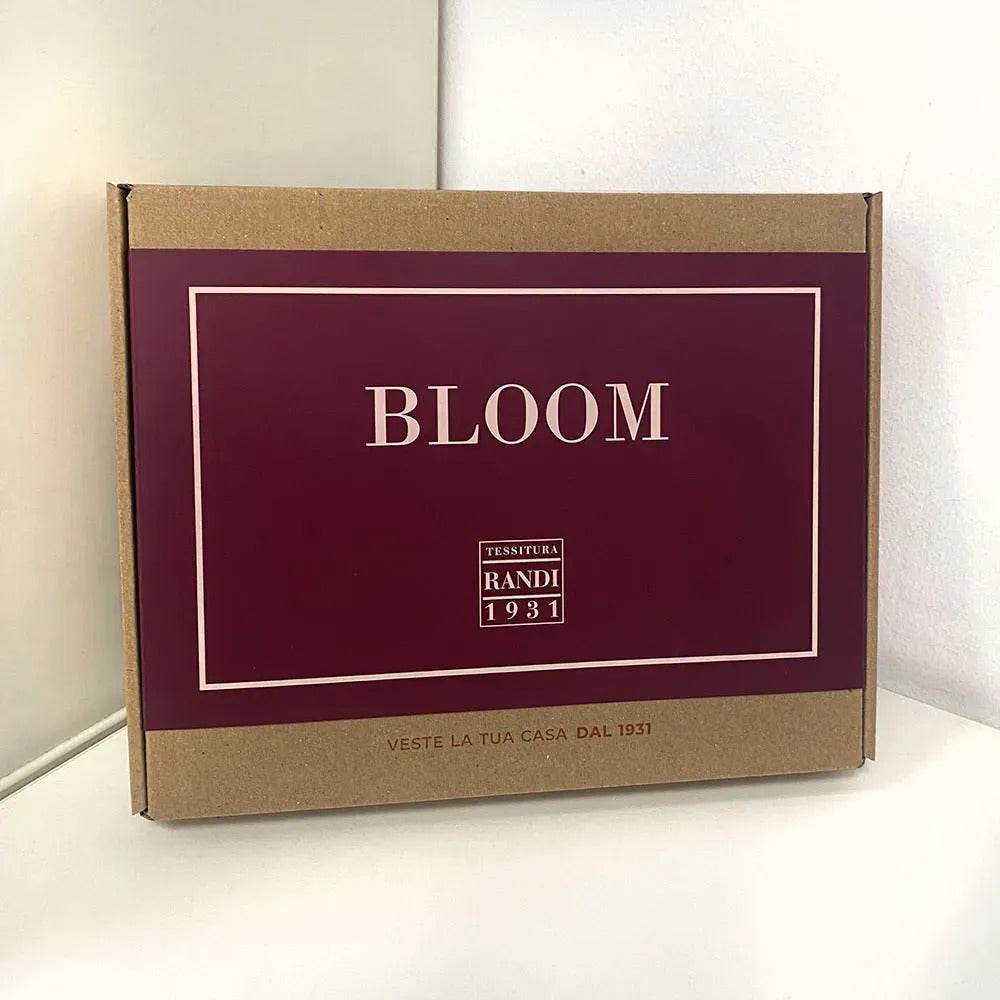 BLOOM
TESSITURA
RANDI
1931
VESTE LA TUA CASA DAL 1931